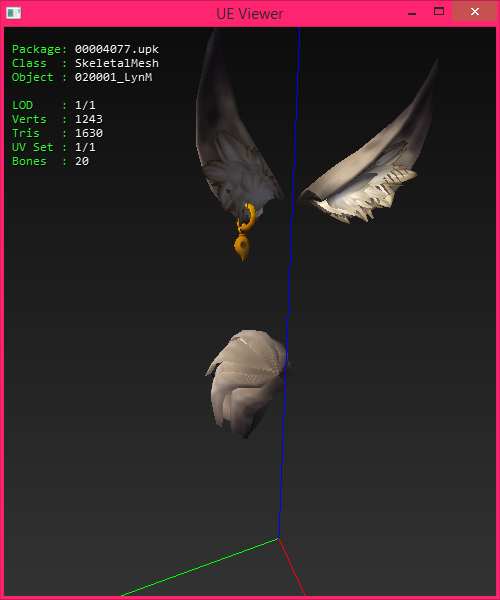 UE Viewer
Package: 00004077.upk
Class  : SkeletalMesh
Object : 020001_LynM
LOD    : 1/1
Verts  : 1243
Tris   : 1630
UV Set : 1/1
Bones  : 20